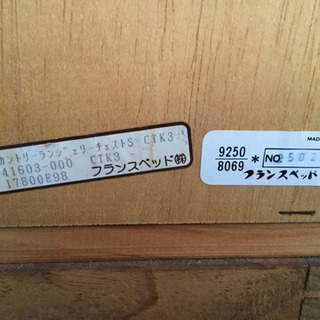 カントリーランジェリーチェストS CTK3
41603-000 CTK3
17800E98
フランスベッド㈱
MAD
9250
8069
* NO. 502
フランスベッド